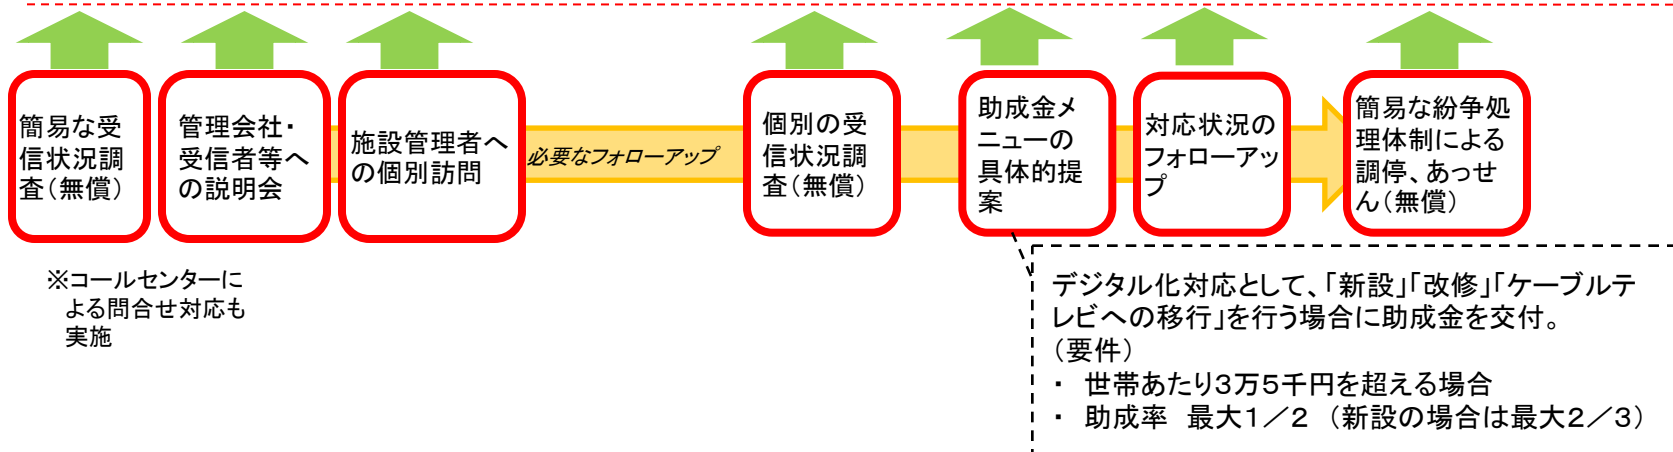 簡易な受
信状況調
査(無償)
管理会社・
受信者等へ
の説明会
施設管理者へ
の個別訪問
必要なフォローアップ
個別の受
信状況調
査(無償)
助成金メ
ニューの
具体的提
案
対応状況の
フォローアッ
プ
簡易な紛争処
理体制による
調停、あっせ
ん(無償)
※コールセンターに
よる問合せ対応も
実施
デジタル化対応として、「新設」「改修」「ケーブルテ
レビへの移行」を行う場合に助成金を交付。
(要件)
・ 世帯あたり3万5千円を超える場合
・ 助成率 最大1/2 (新設の場合は最大2/3)